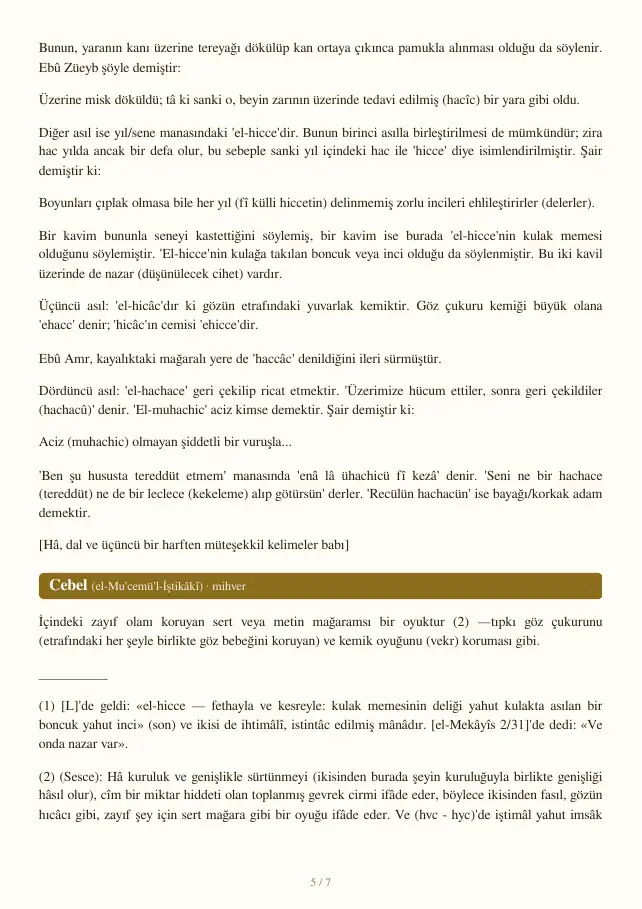 Bunun, yaranın kanı üzerine tereyağı dökülüp kan ortaya çıkınca pamukla alınması olduğu da söylenir.
Ebû Züeyb şöyle demiştir:
Üzerine misk döküldü; tâ ki sanki o, beyin zarının üzerinde tedavi edilmiş (hacîc) bir yara gibi oldu.
Diğer asıl ise yıl/sene manasındaki 'el-hicce'dir. Bunun birinci asılla birleştirilmesi de mümkündür; zira
hac yılda ancak bir defa olur, bu sebeple sanki yıl içindeki hac ile 'hicce' diye isimlendirilmiştir. Şair
demiştir ki:
Boyunları çıplak olmasa bile her yıl (fî külli hiccetin) delinmemiş zorlu incileri ehlileştirirler (delerler).
Bir kavim bununla seneyi kastettiğini söylemiş, bir kavim ise burada 'el-hicce'nin kulak memesi
olduğunu söylemiştir. 'El-hicce'nin kulağa takılan boncuk veya inci olduğu da söylenmiştir. Bu iki kavil
üzerinde de nazar (düşünülecek cihet) vardır.
Üçüncü asıl: 'el-hicâc'dır ki gözün etrafındaki yuvarlak kemiktir. Göz çukuru kemiği büyük olana
'ehacc' denir; 'hicâc'ın cemisi 'ehicce'dir.
Ebû Amr, kayalıktaki mağaralı yere de 'haccâc' denildiğini ileri sürmüştür.
Dördüncü asıl: 'el-hachace' geri çekilip ricat etmektir. 'Üzerimize hücum ettiler, sonra geri çekildiler
(hachacû)' denir. 'El-muhachic' aciz kimse demektir. Şair demiştir ki:
Aciz (muhachic) olmayan şiddetli bir vuruşla...
'Ben şu hususta tereddüt etmem' manasında 'enâ lâ ühachicü fî kezâ' denir. 'Seni ne bir hachace
(tereddüt) ne de bir leclece (kekeleme) alıp götürsün' derler. 'Recülün hachacün' ise bayağı/korkak adam
demektir.
[Hâ, dal ve üçüncü bir harften müteşekkil kelimeler babı]
Cebel (el-Mu'cemü'l-İştikâkî) · mihver
İçindeki zayıf olanı koruyan sert veya metin mağaramsı bir oyuktur (2) —tıpkı göz çukurunu
(etrafındaki her şeyle birlikte göz bebeğini koruyan) ve kemik oyuğunu (vekr) koruması gibi.
(1) [L]'de geldi: «el-hicce — fethayla ve kesreyle: kulak memesinin deliği yahut kulakta asılan bir
boncuk yahut inci» (son) ve ikisi de ihtimâlî, istintâc edilmiş mânâdır. [el-Mekâyîs 2/31]'de dedi: «Ve
onda nazar var».
(2) (Sesce): Hâ kuruluk ve genişlikle sürtünmeyi (ikisinden burada şeyin kuruluğuyla birlikte genişliği
hâsıl olur), cîm bir miktar hiddeti olan toplanmış gevrek cirmi ifâde eder, böylece ikisinden fasıl, gözün
hıcâcı gibi, zayıf şey için sert mağara gibi bir oyuğu ifâde eder. Ve (hvc - hyc)'de iştimâl yahut imsâk
5 / 7